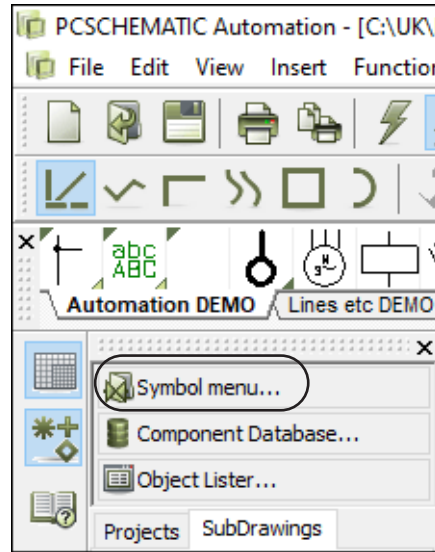 PCSCHEMATIC Automation - [C:\UK\
File Edit View Insert Function
abc
ABC
Automation DEMO Lines etc DEMO
Symbol menu...
Component Database...
Object Lister...
Projects SubDrawings